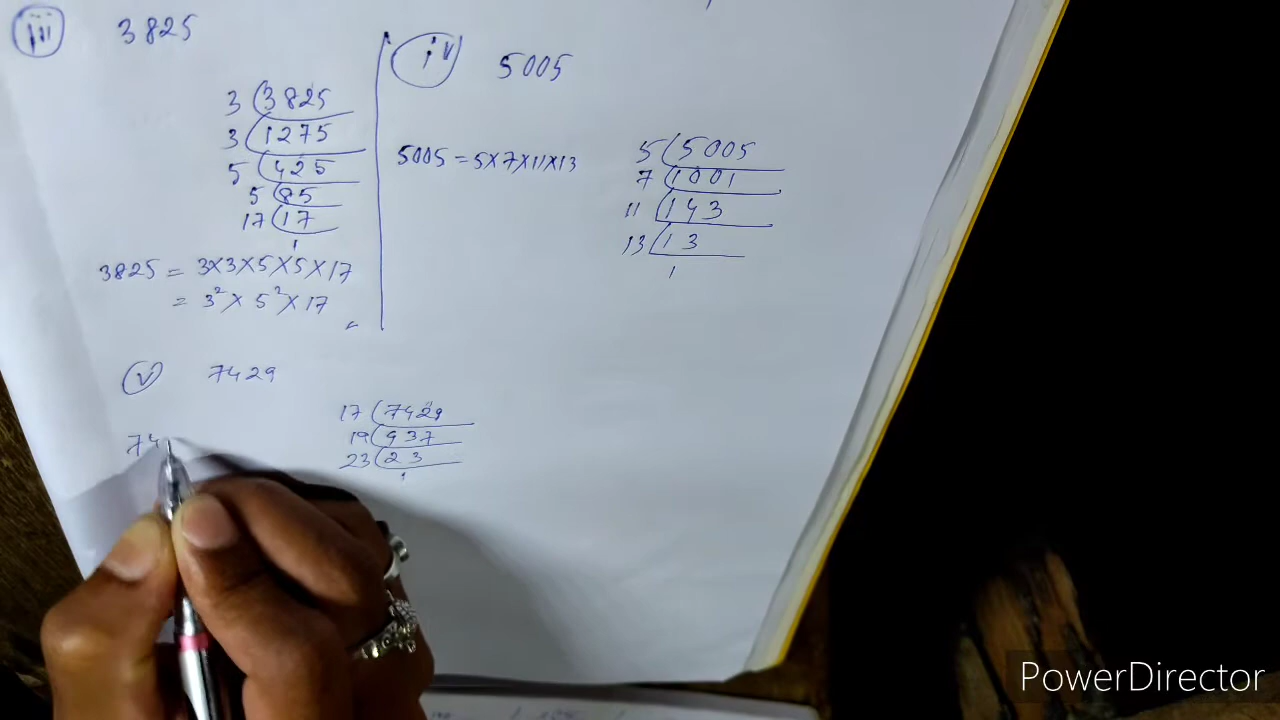 iii 3825
3 3825
3 1275
5 425
5 85
17 17
1
3825 = 3×3×5×5×17
= 3² × 5² × 17
iv 5005
5005 = 5×7×11×13
5 5005
7 1001
11 143
13 13
1
v 7429
17 7429
19 937
23 23
1
74
PowerDirector